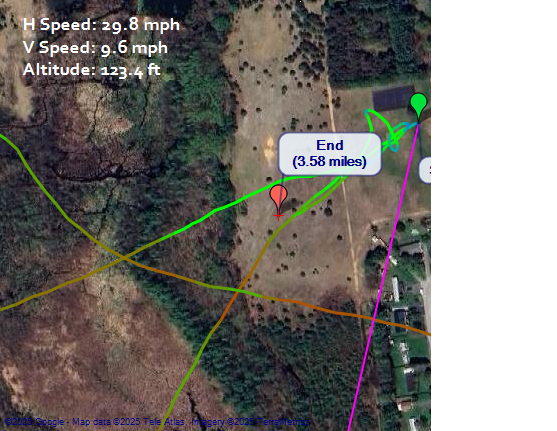 H Speed: 29.8 mph
V Speed: 9.6 mph
Altitude: 123.4 ft
End
(3.58 miles)
©2025 Google - Map data ©2025 Tele Atlas, Imagery ©2025 TerraMetrics